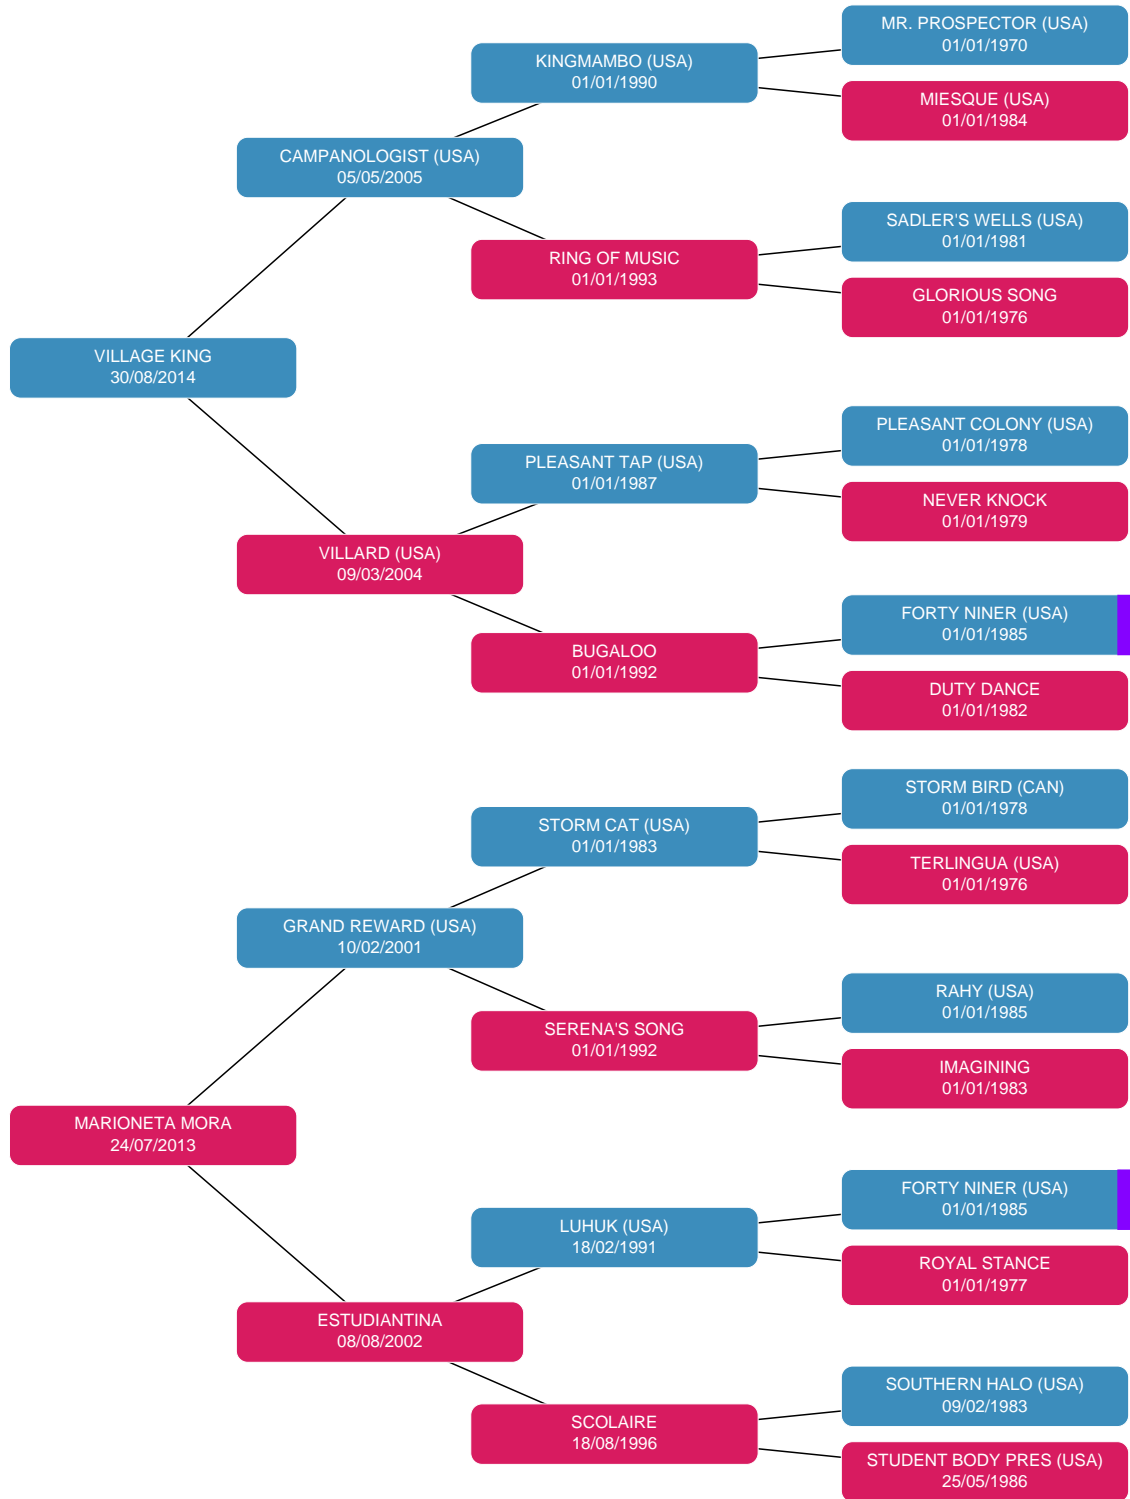 MR. PROSPECTOR (USA)
01/01/1970
KINGMAMBO (USA)
01/01/1990
MIESQUE (USA)
01/01/1984
CAMPANOLOGIST (USA)
05/05/2005
SADLER'S WELLS (USA)
01/01/1981
RING OF MUSIC
01/01/1993
GLORIOUS SONG
01/01/1976
VILLAGE KING
30/08/2014
PLEASANT COLONY (USA)
01/01/1978
PLEASANT TAP (USA)
01/01/1987
NEVER KNOCK
01/01/1979
VILLARD (USA)
09/03/2004
FORTY NINER (USA)
01/01/1985
BUGALOO
01/01/1992
DUTY DANCE
01/01/1982
STORM BIRD (CAN)
01/01/1978
STORM CAT (USA)
01/01/1983
TERLINGUA (USA)
01/01/1976
GRAND REWARD (USA)
10/02/2001
RAHY (USA)
01/01/1985
SERENA'S SONG
01/01/1992
IMAGINING
01/01/1983
MARIONETA MORA
24/07/2013
FORTY NINER (USA)
01/01/1985
LUHUK (USA)
18/02/1991
ROYAL STANCE
01/01/1977
ESTUDIANTINA
08/08/2002
SOUTHERN HALO (USA)
09/02/1983
SCOLAIRE
18/08/1996
STUDENT BODY PRES (USA)
25/05/1986